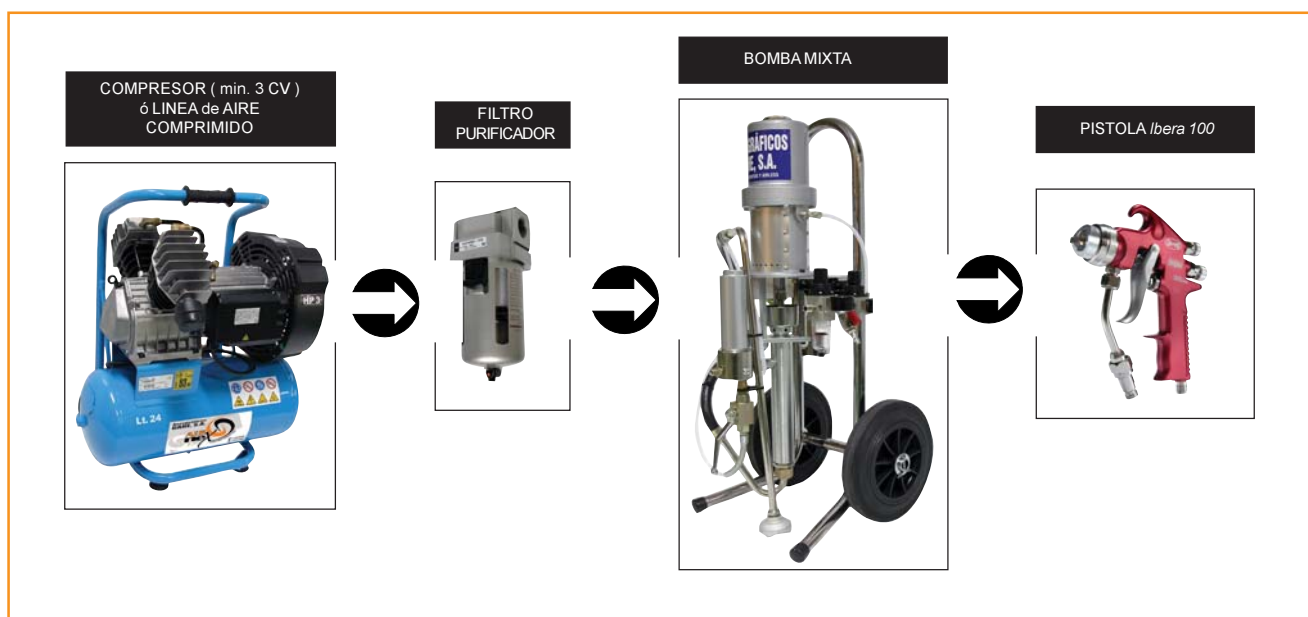 COMPRESOR ( min. 3 CV )
ó LINEA de AIRE
COMPRIMIDO
FILTRO
PURIFICADOR
BOMBA MIXTA
PISTOLA Ibera 100
HP 3
Lt. 24
GRÁFICOS
S.A.